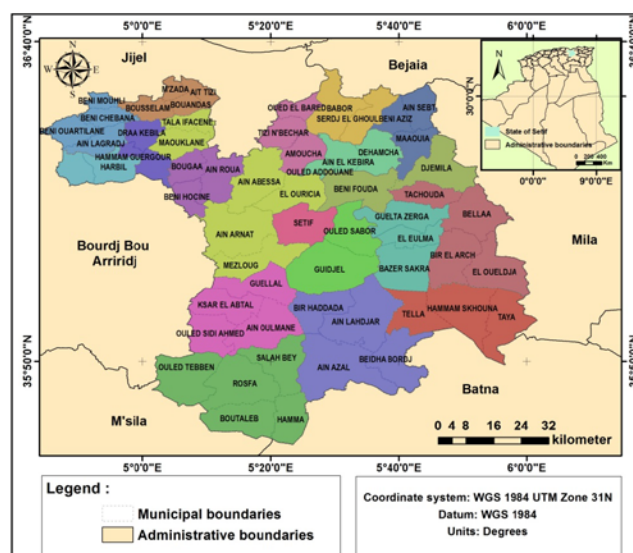 5°0'0"E 5°20'0"E 5°40'0"E 6°0'0"E
36°40'0"N
Jijel
Bejaia
N
W E
S
N
30°0'0"N
State of Setif
Administrative boundaries
0 200 400
Km
0°0'0" 9°0'0"E
M'ZADA
AIT TIZI
BENI MOUHLI
BOUSSELAM
BOUANDAS
BENI CHEBANA
TALA IFACENE
BENI OUARTILANE
DRAA KEBILA
MAOUKLANE
AIN LAGRADJ
HAMMAM GUERGOUR
HARBIL
BOUGAA
AIN ROUA
BENI HOCINE
OUED EL BARED
BABOR
SERDJ EL GHOUL
BENI AZIZ
AIN SEBT
TIZI N'BECHAR
MAAOUIA
AMOUCHA
DEHAMCHA
AIN EL KEBIRA
OULED ADDOUANE
DJEMILA
AIN ABESSA
BENI FOUDA
EL OURICIA
TACHOUDA
BELLAA
SETIF
OULED SABOR
GUELTA ZERGA
AIN ARNAT
EL EULMA
BIR EL ARCH
MEZLOUG
GUIDJEL
BAZER SAKRA
EL OUELDJA
Bourdj Bou
Arriridj
Mila
GUELLAL
KSAR EL ABTAL
BIR HADDADA
HAMMAM SKHOUNA
TELLA
TAYA
OULED SIDI AHMED
AIN OULMANE
AIN LAHDJAR
35°50'0"N
SALAH BEY
OULED TEBBEN
AIN AZAL
BEIDHA BORDJ
ROSFA
BOUTALEB
HAMMA
M'sila
Batna
0 4 8 16 24 32
kilometer
5°0'0"E 5°20'0"E 5°40'0"E 6°0'0"E
Legend :
Municipal boundaries
Administrative boundaries
Coordinate system: WGS 1984 UTM Zone 31N
Datum: WGS 1984
Units: Degrees